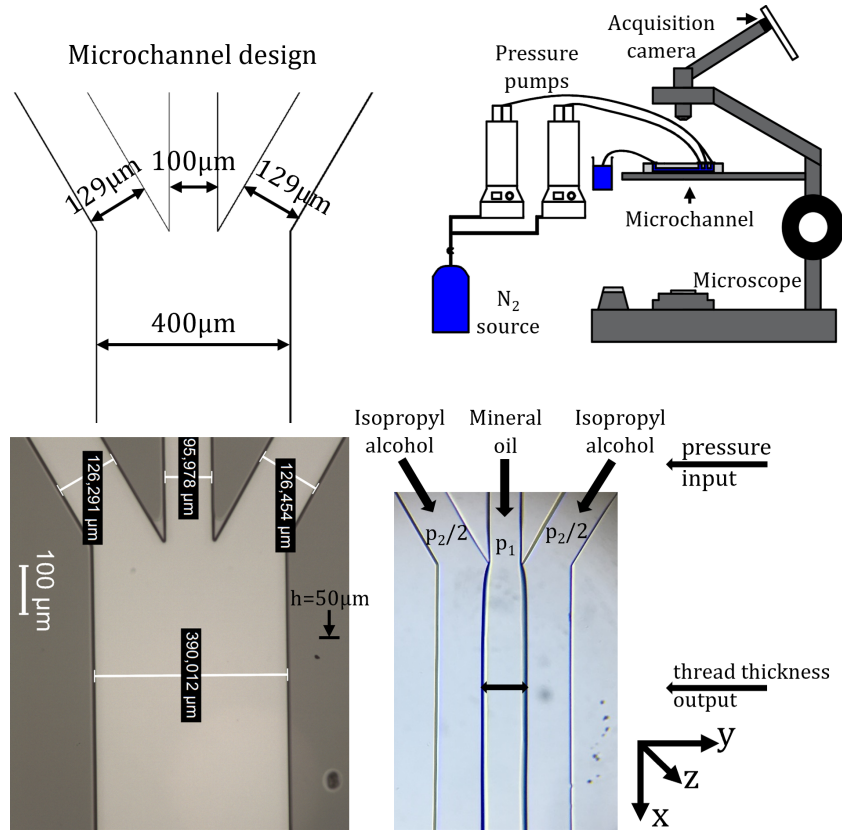 Microchannel design
129μm
100μm
129μm
400μm
Acquisition
camera
Pressure
pumps
Microchannel
Microscope
N2
source
126,291 μm
95,978 μm
126,454 μm
100 μm
h=50μm
390,012 μm
Isopropyl
alcohol
Mineral
oil
Isopropyl
alcohol
pressure
input
p2/2
p1
p2/2
thread thickness
output
y
z
x